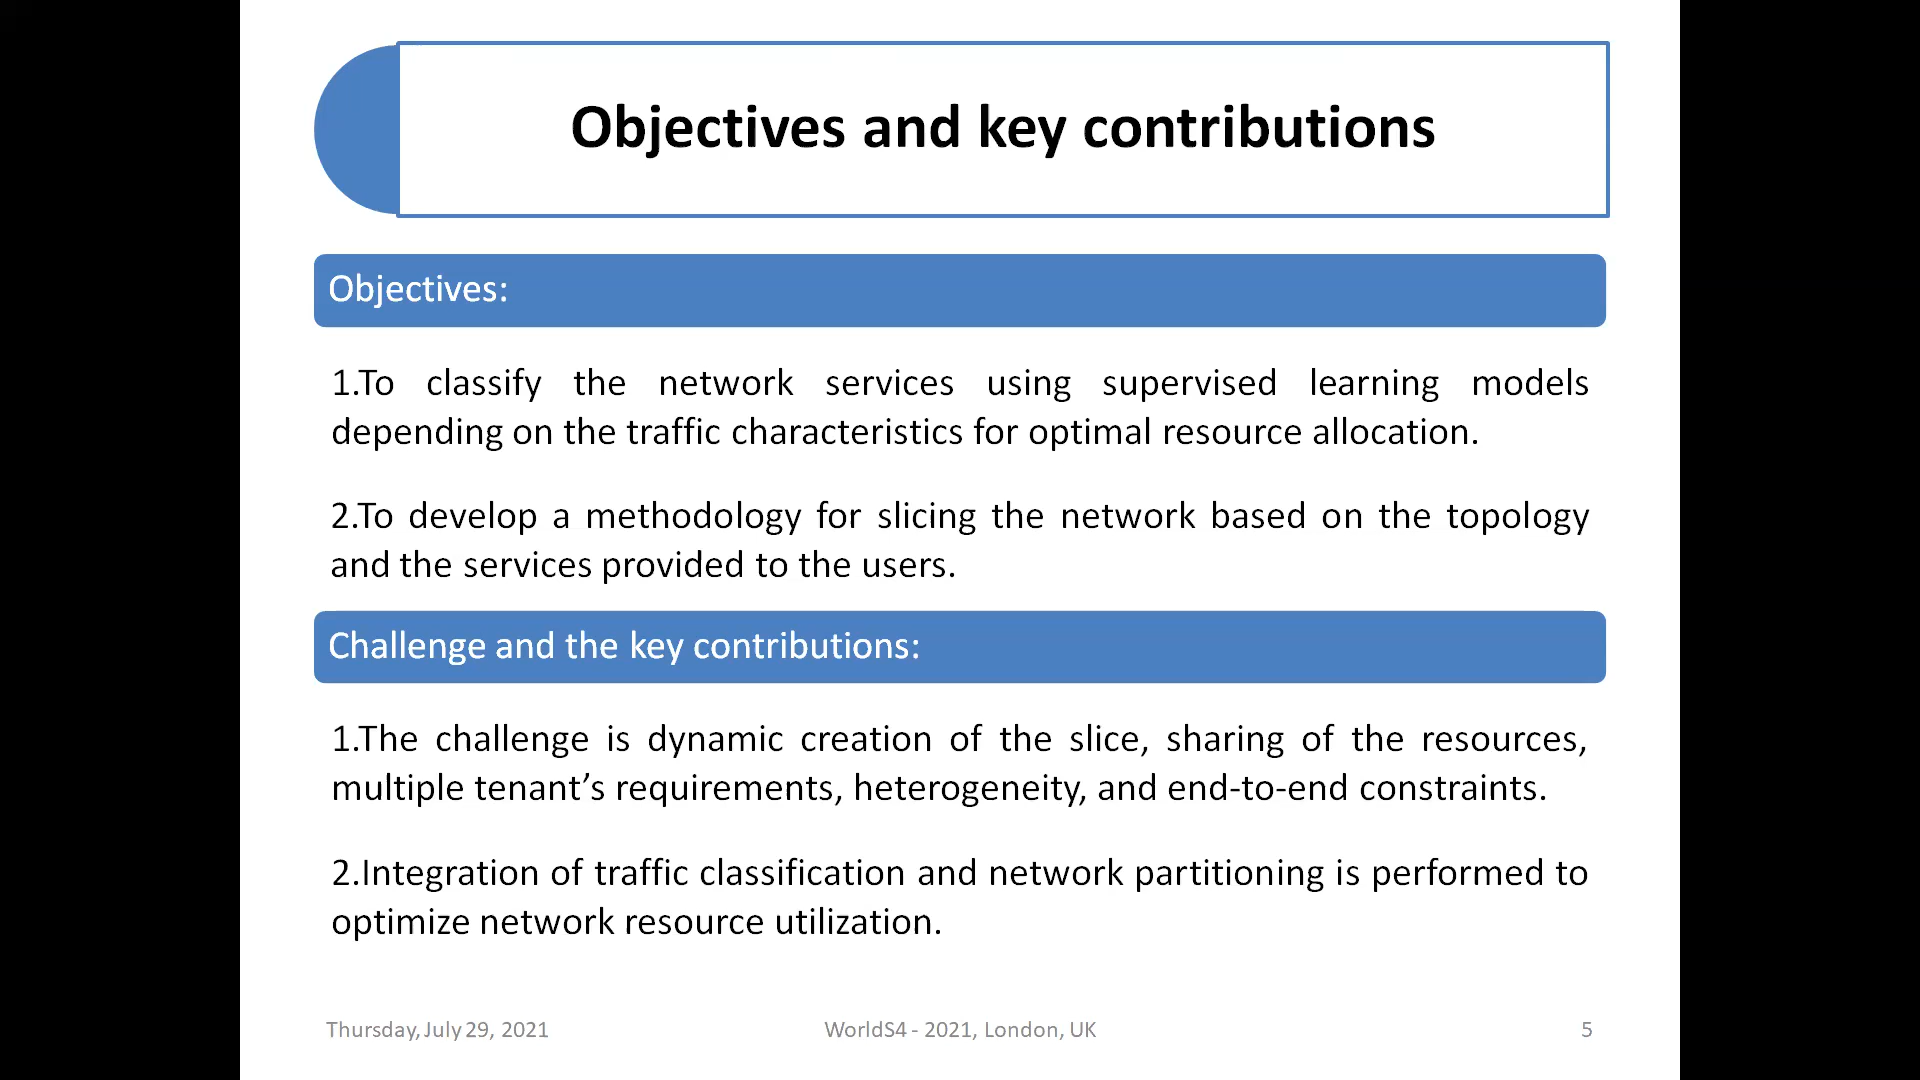 Objectives and key contributions
Objectives:
1.To classify the network services using supervised learning models
depending on the traffic characteristics for optimal resource allocation.
2.To develop a methodology for slicing the network based on the topology
and the services provided to the users.
Challenge and the key contributions:
1.The challenge is dynamic creation of the slice, sharing of the resources,
multiple tenant’s requirements, heterogeneity, and end-to-end constraints.
2.Integration of traffic classification and network partitioning is performed to
optimize network resource utilization.
Thursday, July 29, 2021
WorldS4 - 2021, London, UK
5